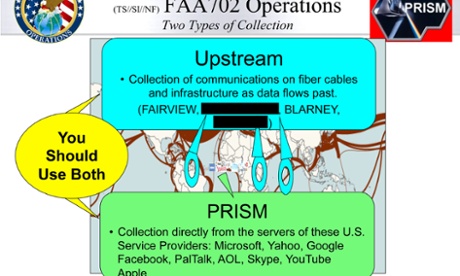 (TS//SI//NF) FAA702 Operations
Two Types of Collection
OPERATIONS
PRISM
Upstream
• Collection of communications on fiber cables
and infrastructure as data flows past.
(FAIRVIEW, , BLARNEY,
)
You
Should
Use Both
PRISM
• Collection directly from the servers of these U.S.
Service Providers: Microsoft, Yahoo, Google
Facebook, PalTalk, AOL, Skype, YouTube
Apple.